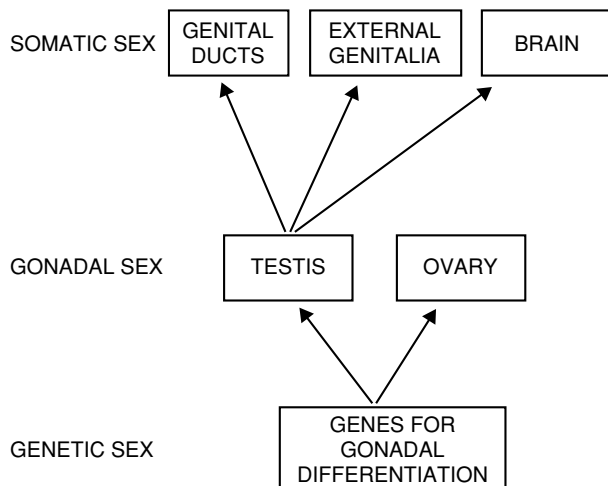 SOMATIC SEX
GENITAL
DUCTS
EXTERNAL
GENITALIA
BRAIN
GONADAL SEX
TESTIS
OVARY
GENETIC SEX
GENES FOR
GONADAL
DIFFERENTIATION